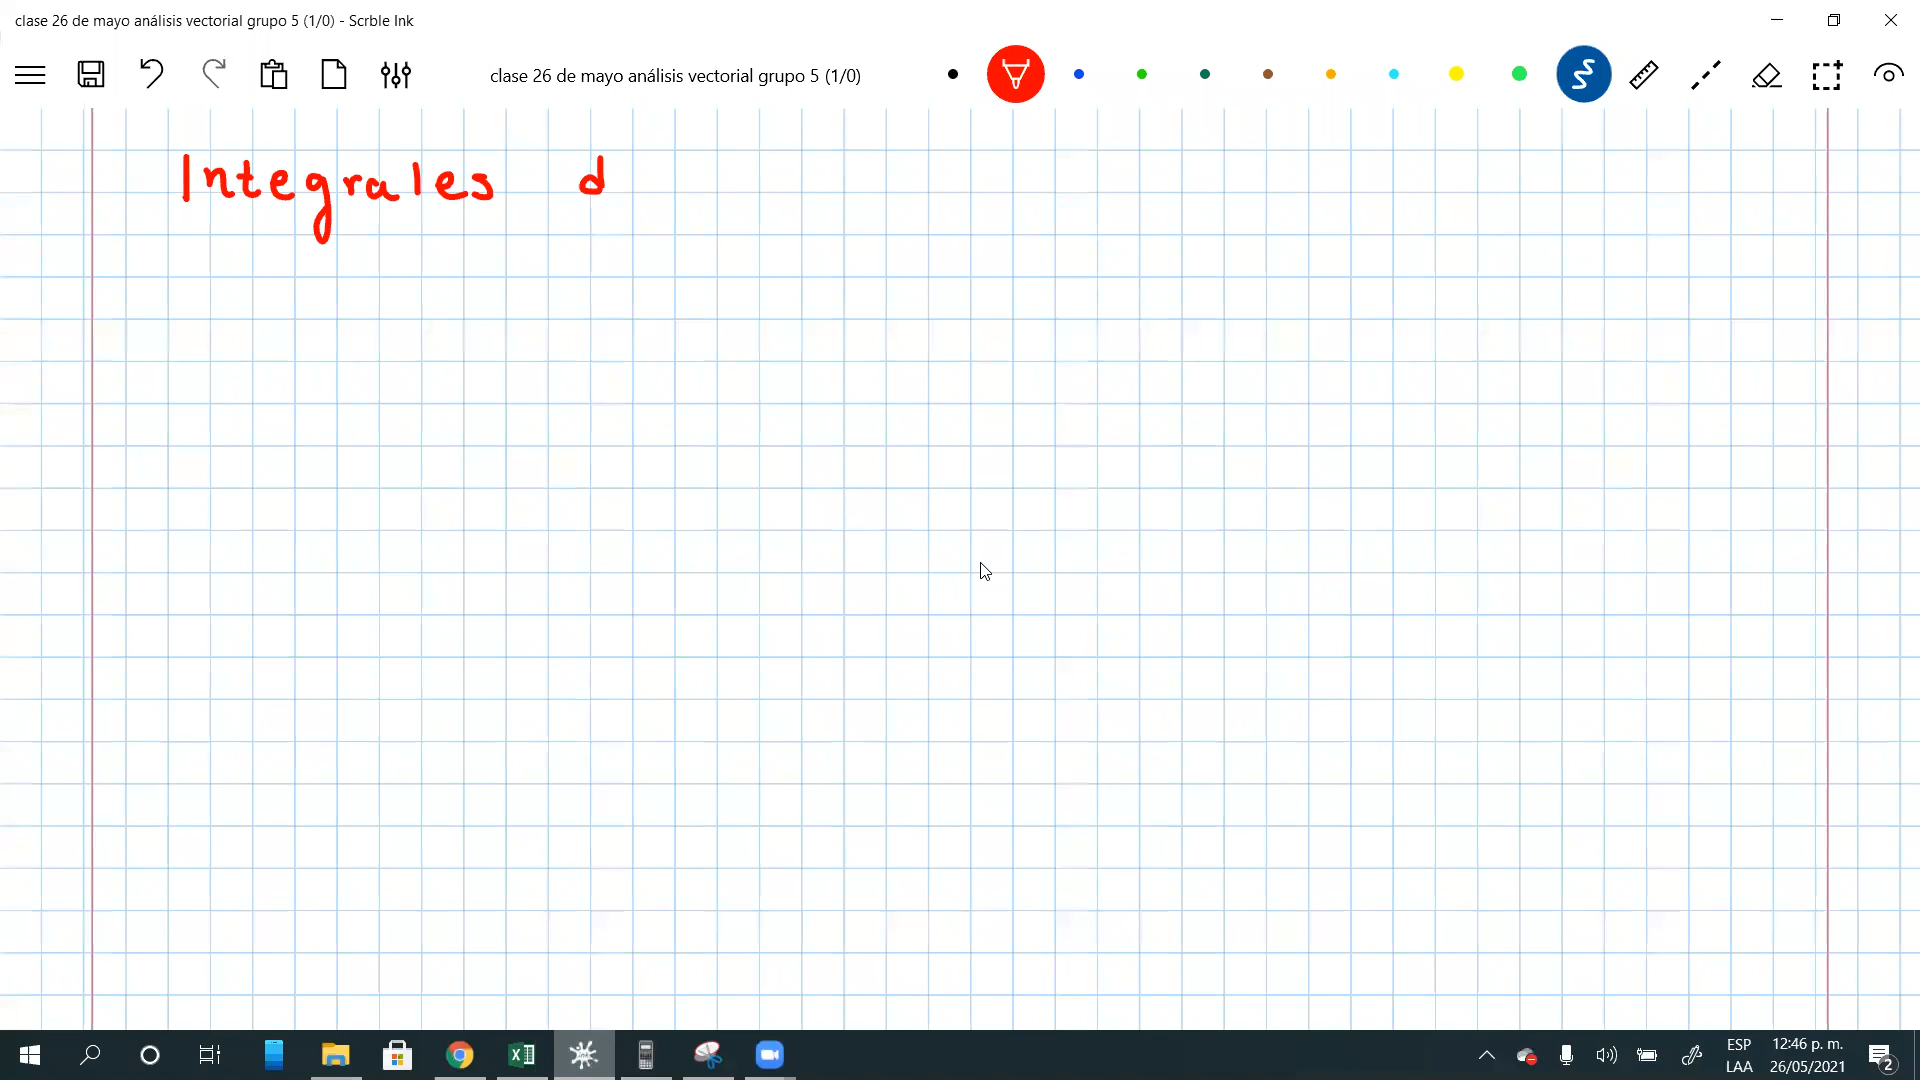 clase 26 de mayo análisis vectorial grupo 5 (1/0) - Scrble Ink
clase 26 de mayo análisis vectorial grupo 5 (1/0)
Integrales d
ESP
LAA
12:46 p. m.
26/05/2021
2